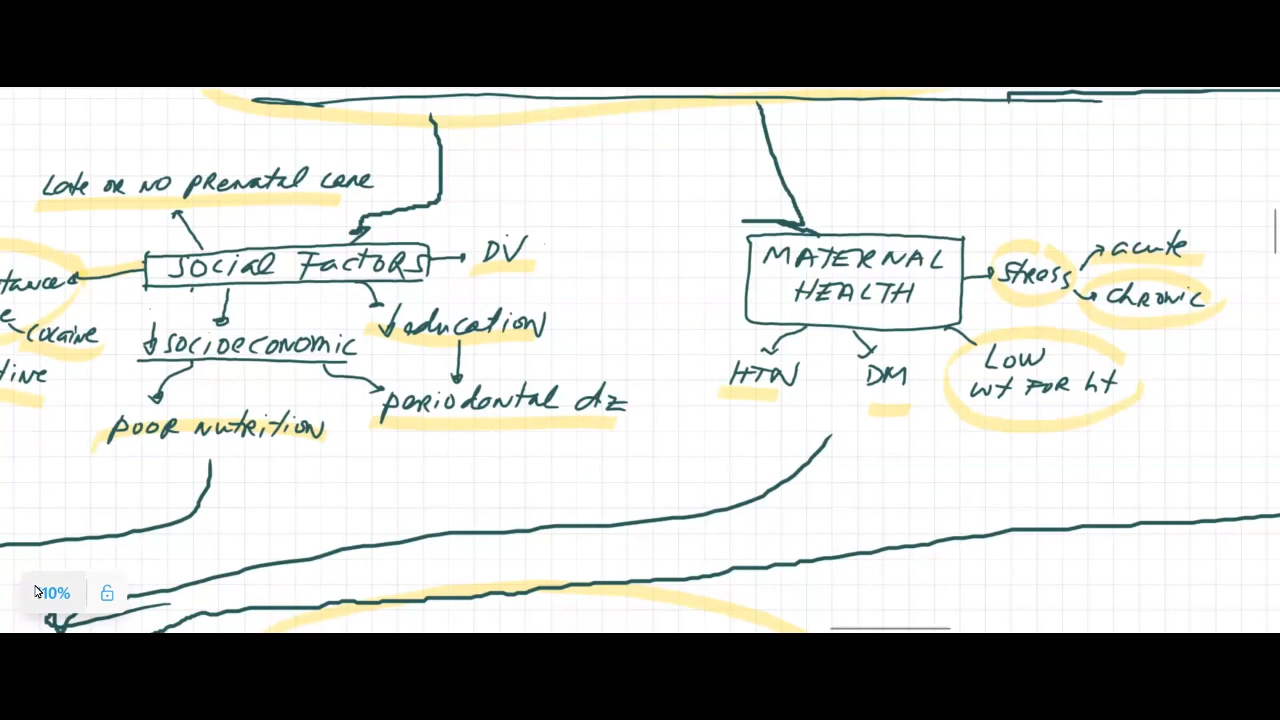 Late OR NO PRenatal care
SOCIAL FACTORS
DV
MATERNAL
HEALTH
stress
acute
chronic
cocaine
↓ socioeconomic
↓ education
HTN
DM
LOW
wt FOR ht
periodontal dz
POOR NUtRitioN
10%